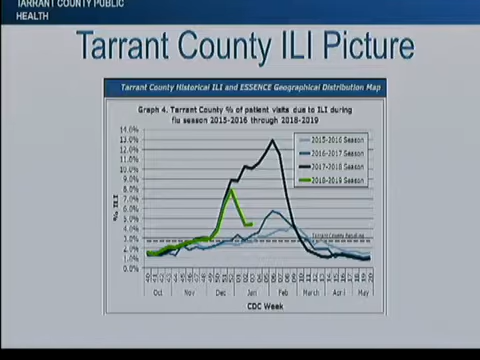 TARRANT COUNTY PUBLIC
HEALTH
Tarrant County ILI Picture
Tarrant County Historical ILI and ESSENCE Geographical Distribution Map
Graph 4. Tarrant County % of patient visits due to ILI during
flu season 2015-2016 through 2018-2019
14.0%
13.0%
12.0%
11.0%
10.0%
9.0%
8.0%
7.0%
6.0%
5.0%
4.0%
3.0%
2.0%
1.0%
0.0%
% ILI
2015-2016 Season
2016-2017 Season
2017-2018 Season
2018-2019 Season
Tarrant County
Oct Nov Dec Jan Feb March April May
CDC Week